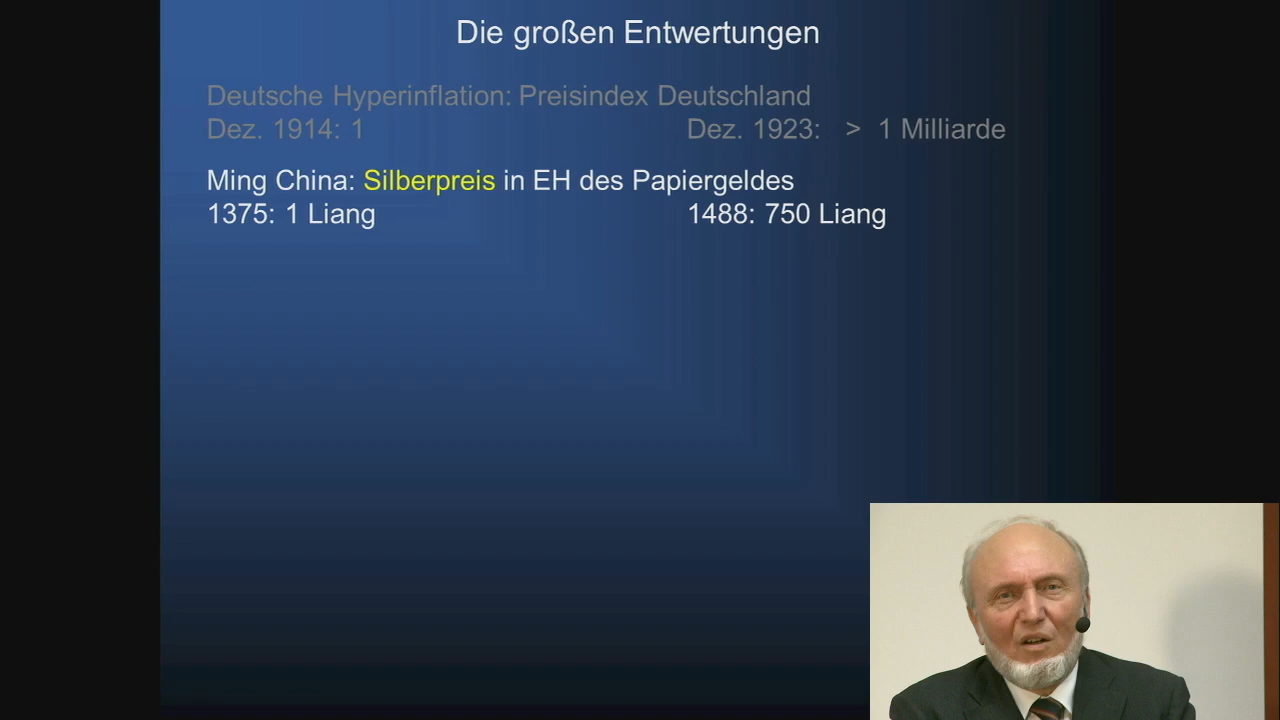 Die großen Entwertungen
Deutsche Hyperinflation: Preisindex Deutschland
Dez. 1914: 1 Dez. 1923: > 1 Milliarde
Ming China: Silberpreis in EH des Papiergeldes
1375: 1 Liang 1488: 750 Liang